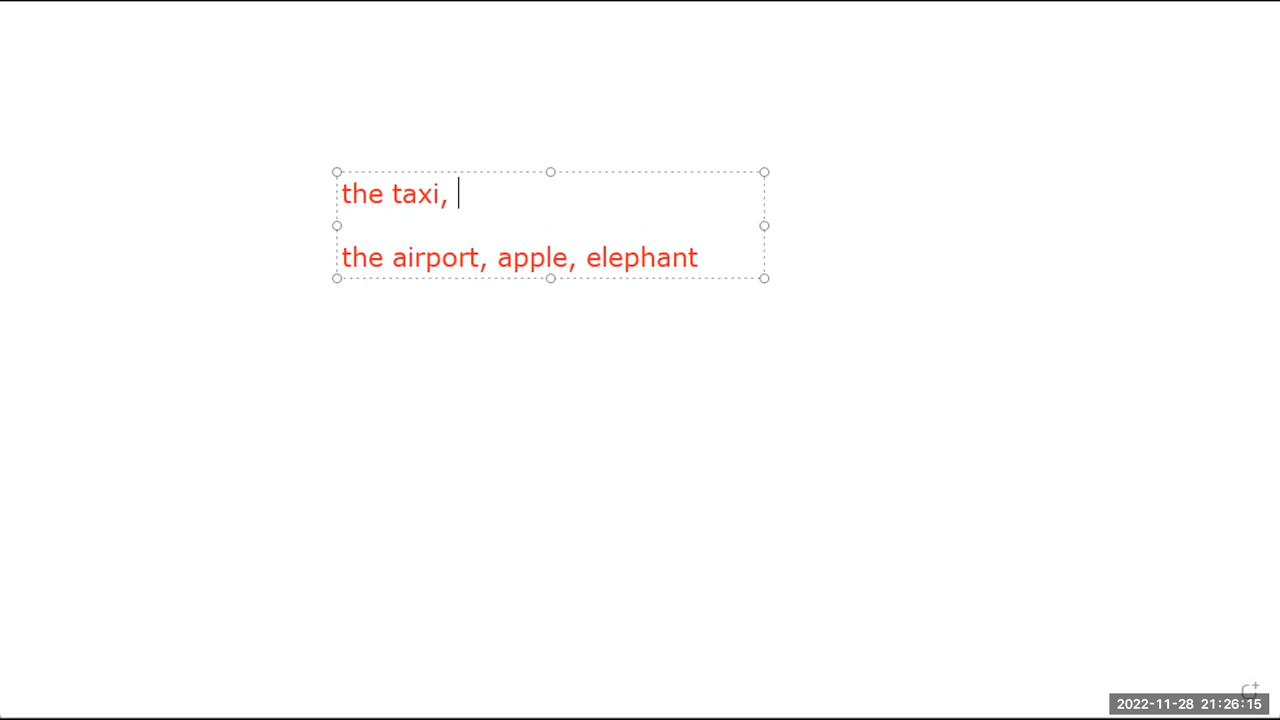 the taxi,
the airport, apple, elephant
2022-11-28 21:26:15